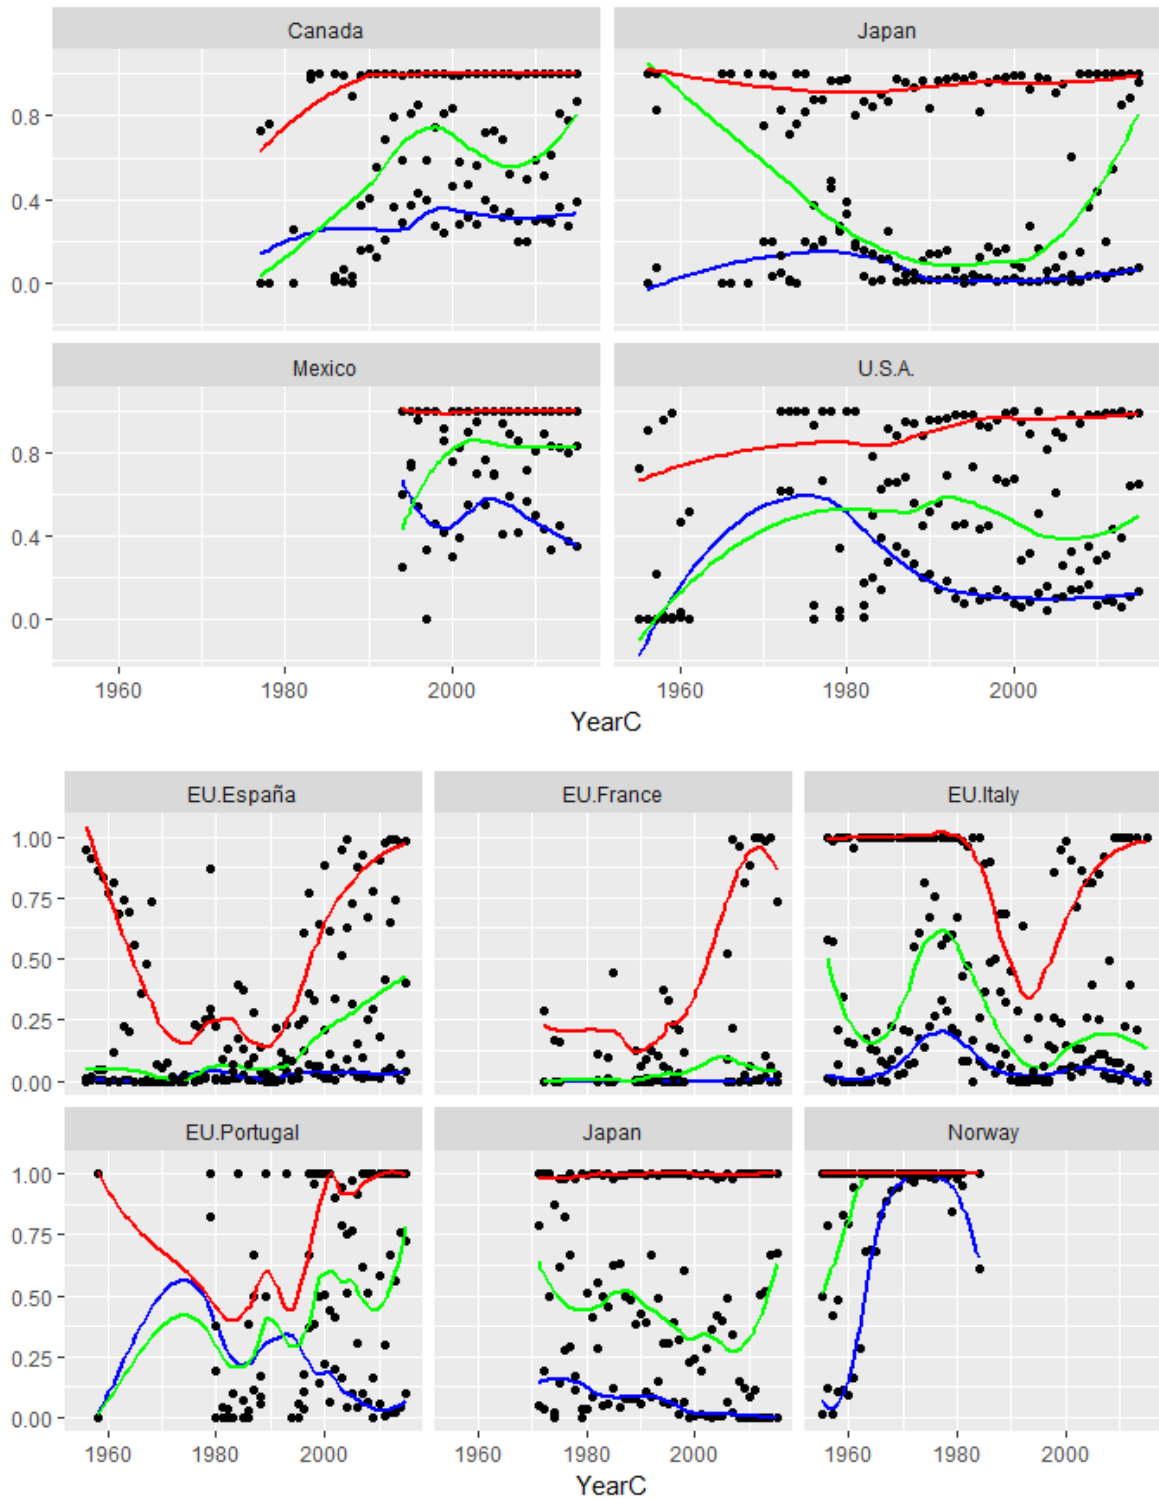 Canada Japan
0.8
0.4
0.0
Mexico U.S.A.
0.8
0.4
0.0
1960 1980 2000 1960 1980 2000
YearC
EU.España EU.France EU.Italy
1.00
0.75
0.50
0.25
0.00
EU.Portugal Japan Norway
1.00
0.75
0.50
0.25
0.00
1960 1980 2000 1960 1980 2000 1960 1980 2000
YearC